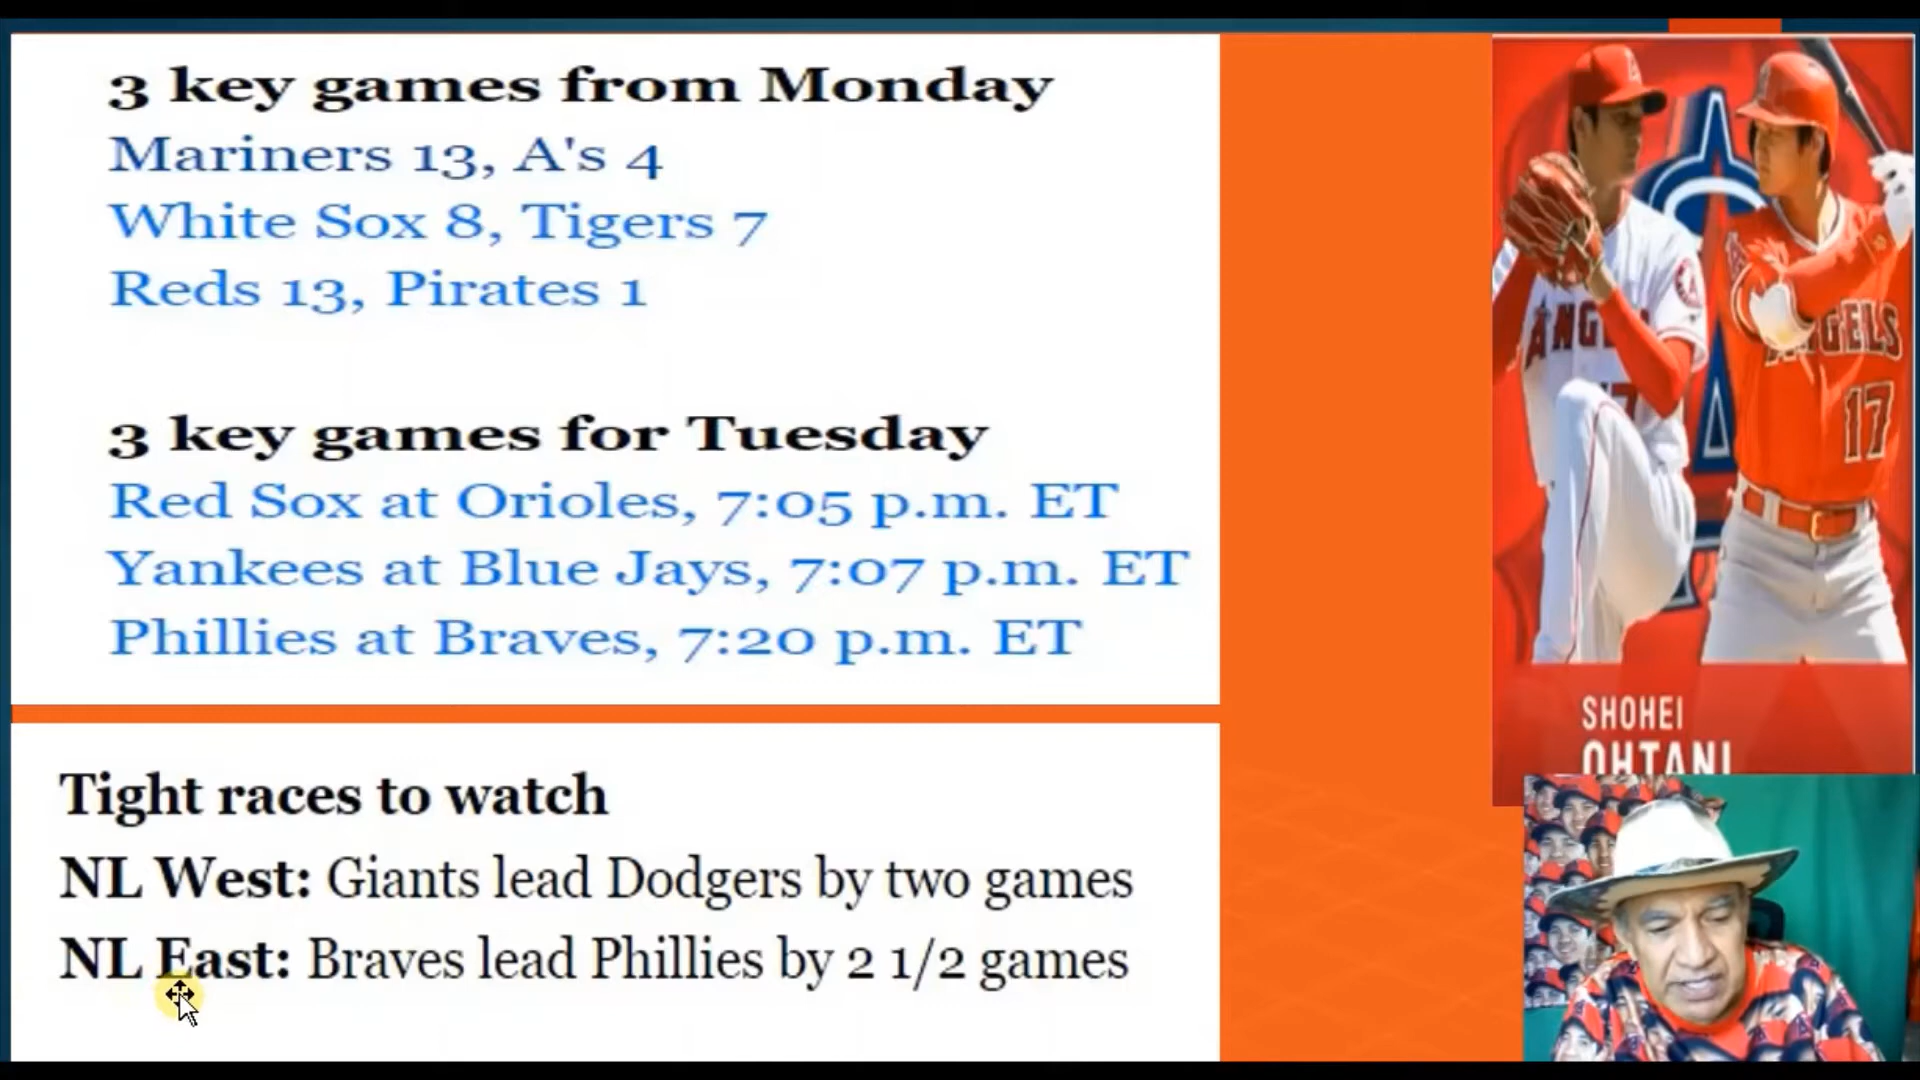 3 key games from Monday
Mariners 13, A's 4
White Sox 8, Tigers 7
Reds 13, Pirates 1
3 key games for Tuesday
Red Sox at Orioles, 7:05 p.m. ET
Yankees at Blue Jays, 7:07 p.m. ET
Phillies at Braves, 7:20 p.m. ET
Tight races to watch
NL West: Giants lead Dodgers by two games
NL East: Braves lead Phillies by 2 1/2 games
ANGELS
17
SHOHEI
OHTANI